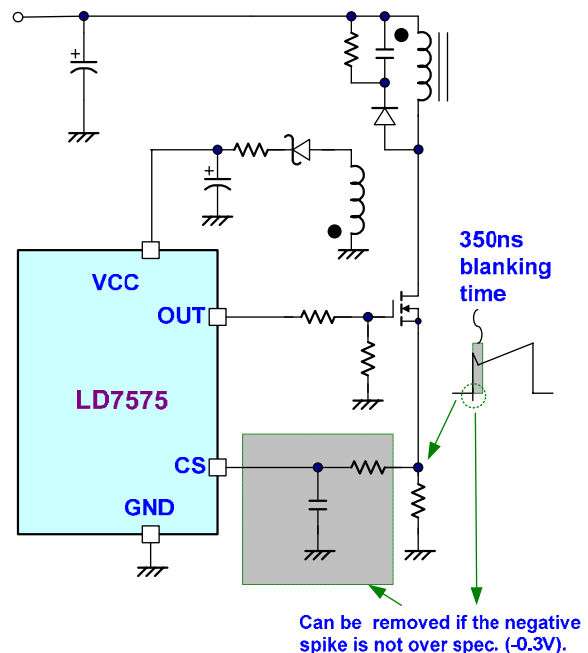 +
+
350ns
blanking
time
VCC
OUT
LD7575
CS
GND
Can be removed if the negative
spike is not over spec. (-0.3V).